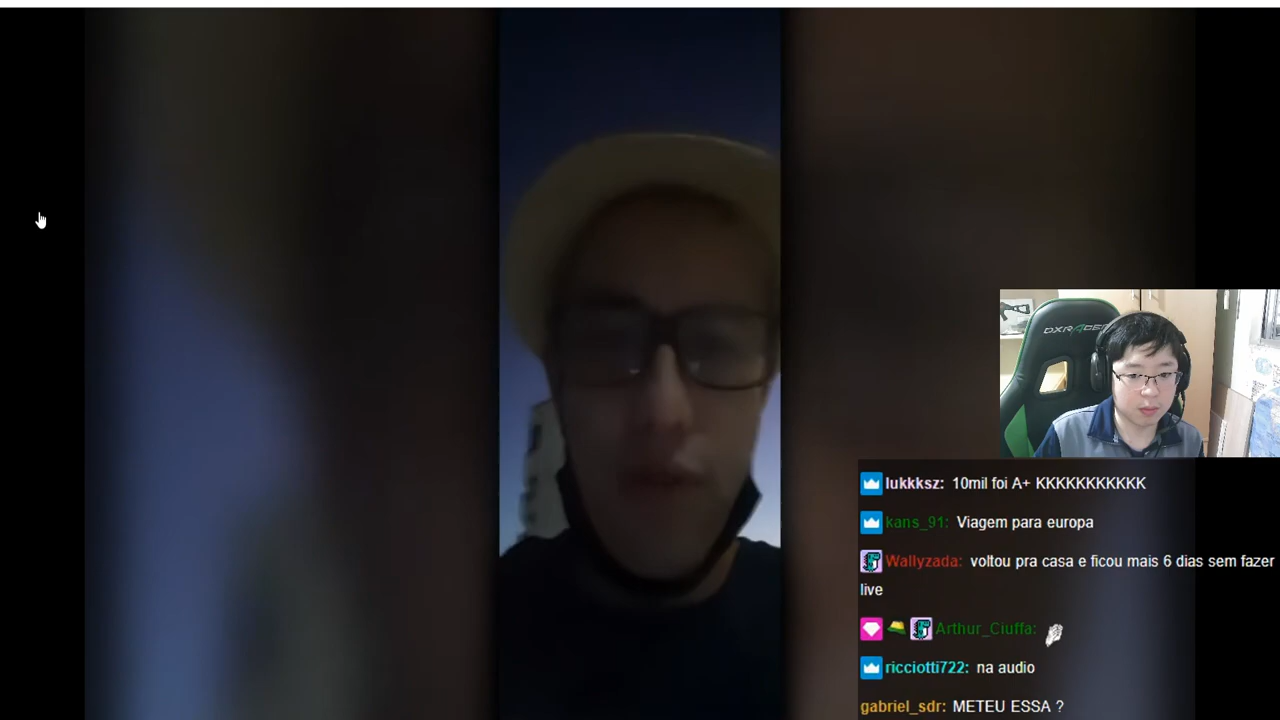 DXRACER
lukkksz: 10mil foi A+ KKKKKKKKKKK
kans_91: Viagem para europa
Wallyzada: voltou pra casa e ficou mais 6 dias sem fazer
live
Arthur_Ciuffa:
ricciotti722: na audio
gabriel_sdr: METEU ESSA ?